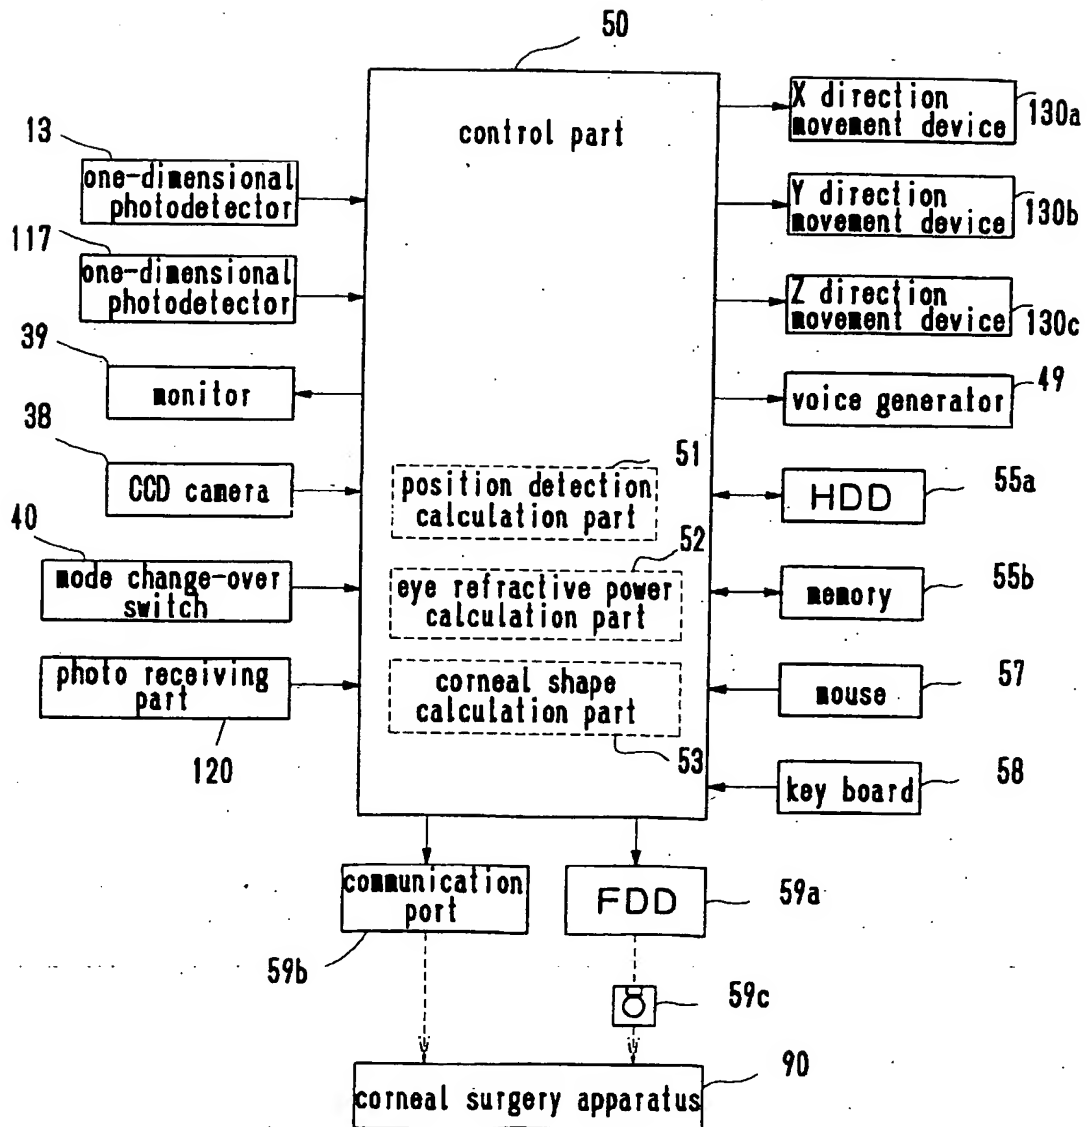 50
control part
13
one-dimensional
photodetector
117
one-dimensional
photodetector
39
monitor
38
CCD camera
40
mode change-over
switch
photo receiving
part
120
X direction
movement device
130a
Y direction
movement device
130b
Z direction
movement device
130c
49
voice generator
51
position detection
calculation part
52
eye refractive power
calculation part
corneal shape
calculation part
53
HDD
55a
memory
55b
mouse
57
key board
58
communication
port
59b
FDD
59a
59c
90
corneal surgery apparatus